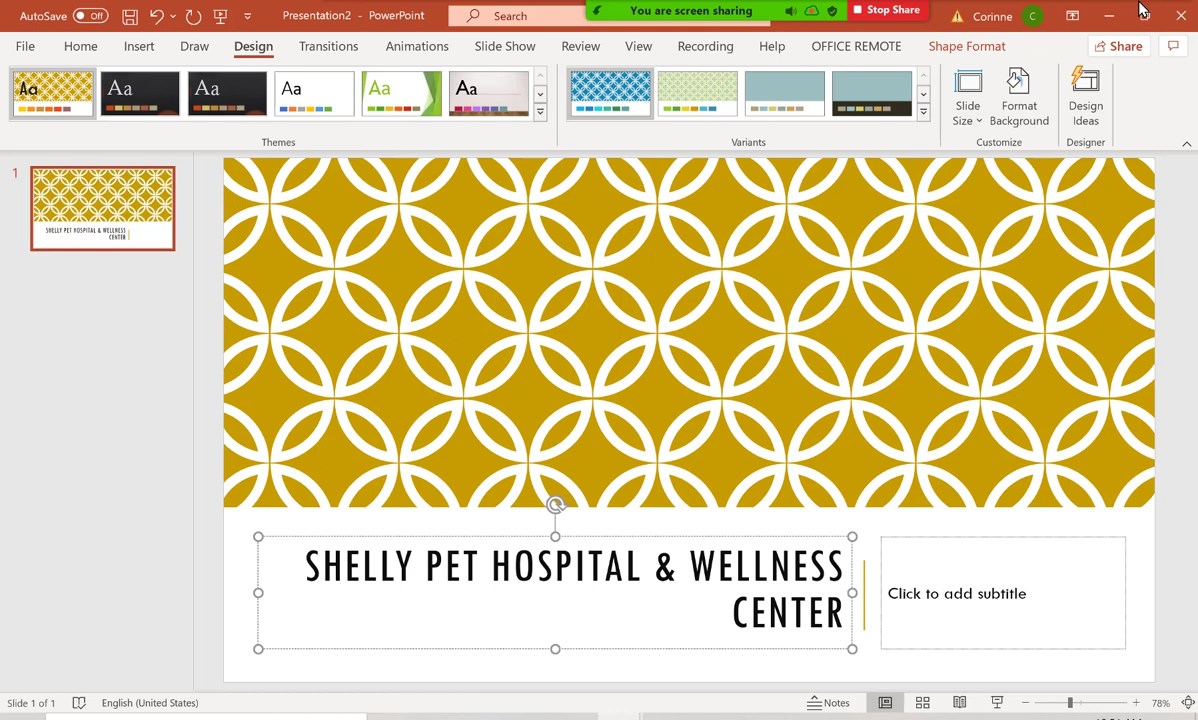 AutoSave Off Presentation2 - PowerPoint Search You are screen sharing Stop Share Corinne C
File Home Insert Draw Design Transitions Animations Slide Show Review View Recording Help OFFICE REMOTE Shape Format Share
Aa Aa Aa Aa Aa Aa
Slide Size
Format Background
Design Ideas
Themes Variants Customize Designer
1
SHELLY PET HOSPITAL & WELLNESS
CENTER
SHELLY PET HOSPITAL & WELLNESS
CENTER
Click to add subtitle
Slide 1 of 1 English (United States) Notes 78%